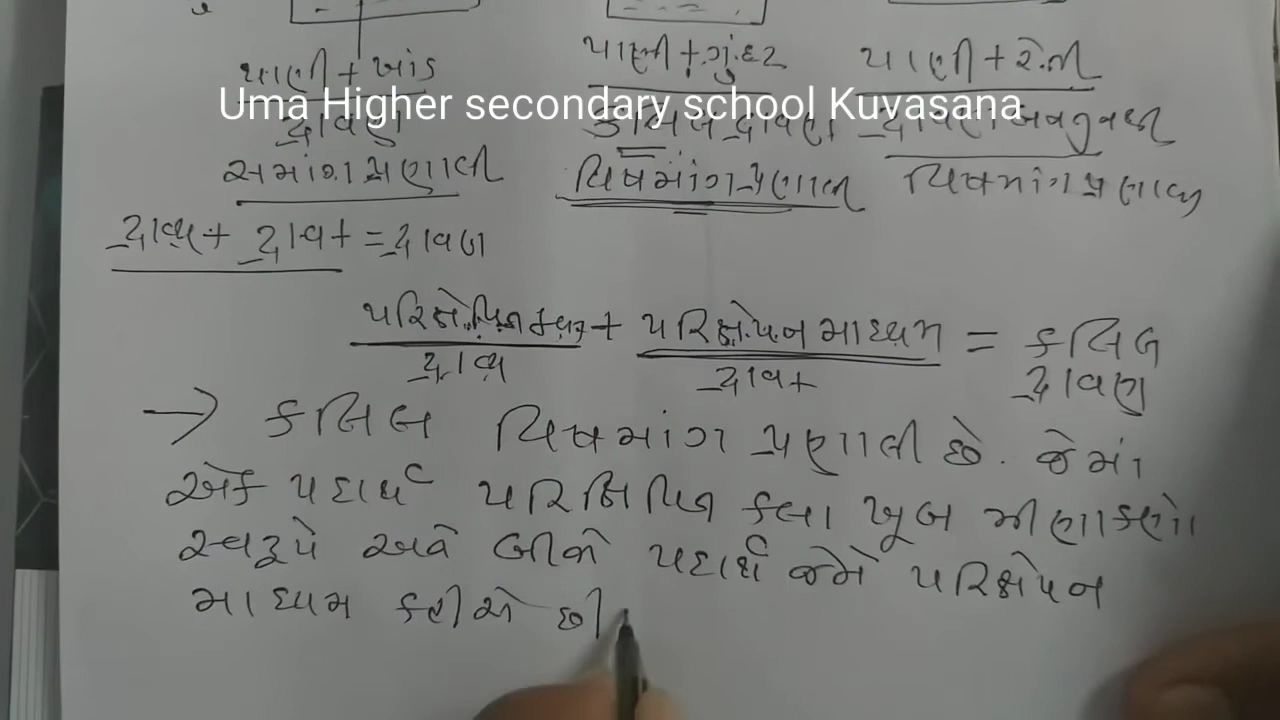 પાણી + ખાંડ પાણી + ગુંદર પાણી + રેતી
Uma Higher secondary school Kuvasana
દ્રાવણ કલિલ દ્રાવણ દ્રાવણ
સમાંગ પ્રણાલી વિષમાંગ પ્રણાલી વિષમાંગ પ્રણાલી
દ્રાવ્ય + દ્રાવક = દ્રાવણ
પરિક્ષેપિત કલા + પરિક્ષેપન માધ્યમ = કલિલ
દ્રાવ્ય દ્રાવક દ્રાવણ
→ કલિલ વિષમાંગ પ્રણાલી છે. જેમાં
એક પદાર્થ પરિક્ષિપિત કલા ખૂબ ઝીણા કણો
સ્વરૂપે અને બીજો પદાર્થ જેને પરિક્ષેપન
માધ્યમ કહીએ છી